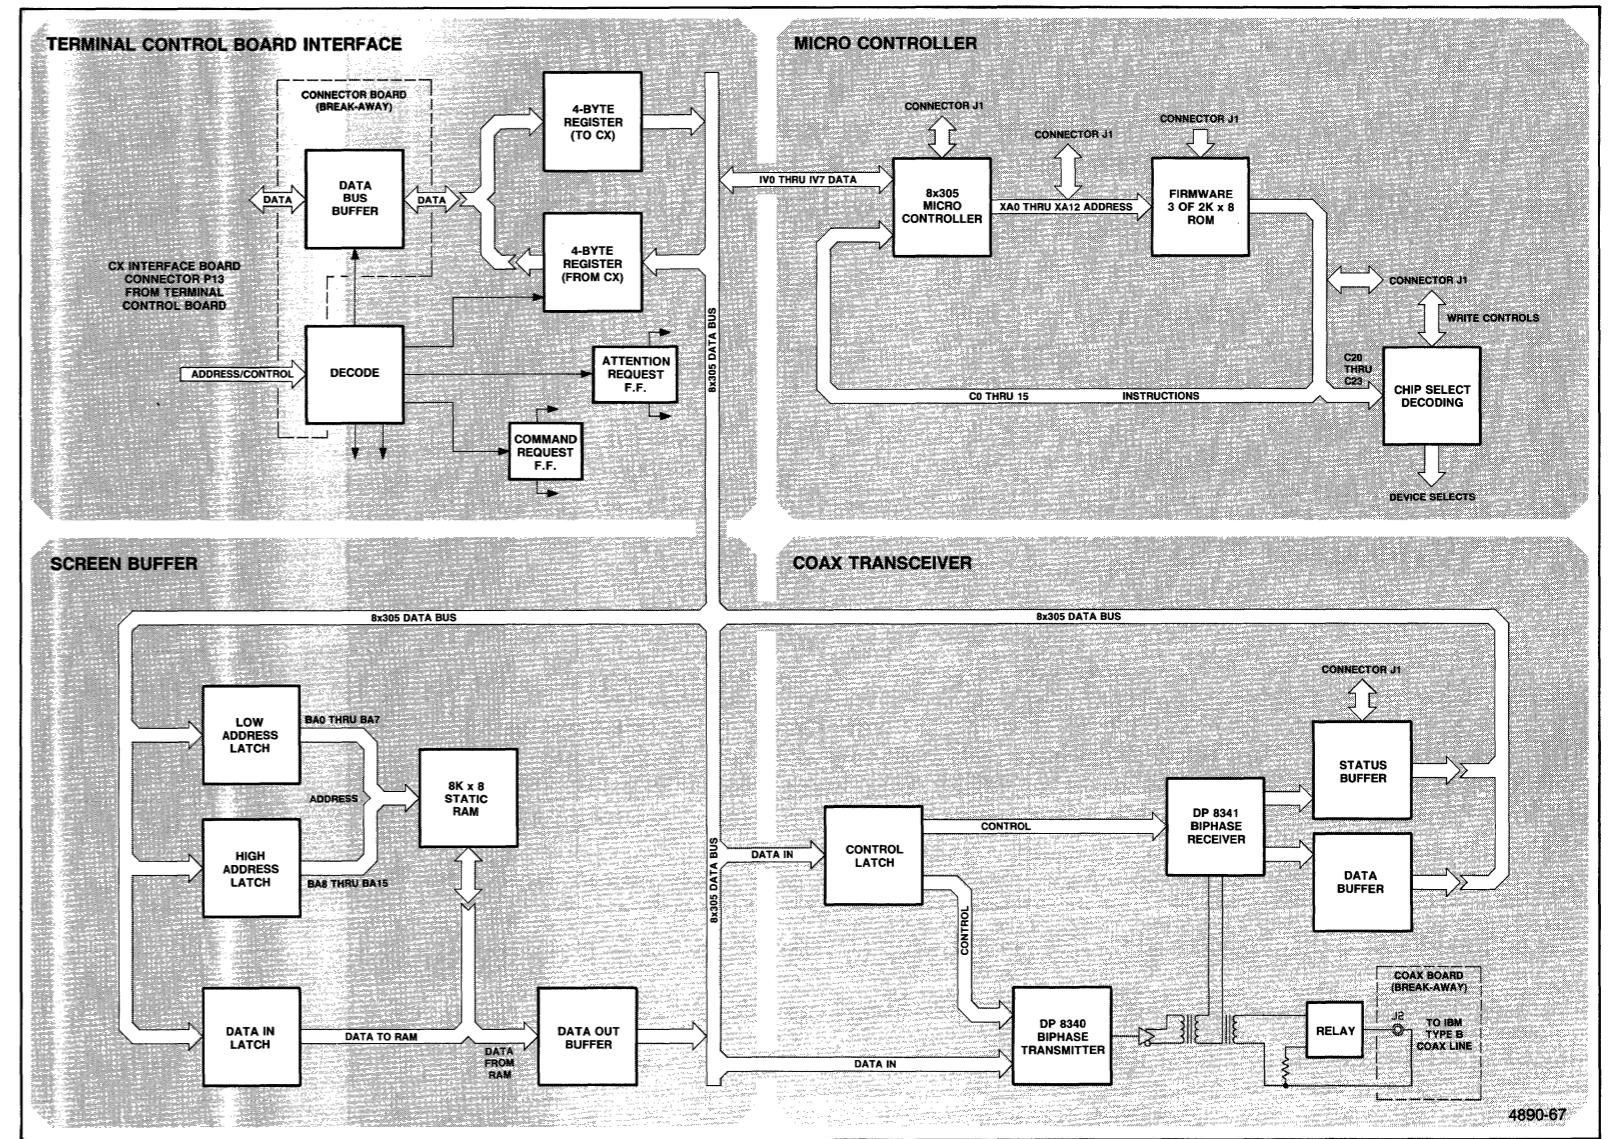 TERMINAL CONTROL BOARD INTERFACE
CONNECTOR BOARD
(BREAK-AWAY)
DATA
BUS
BUFFER
DATA
DATA
4-BYTE
REGISTER
(TO CX)
4-BYTE
REGISTER
(FROM CX)
CX INTERFACE BOARD
CONNECTOR P13
FROM TERMINAL
CONTROL BOARD
ADDRESS/CONTROL
DECODE
ATTENTION
REQUEST
F.F.
COMMAND
REQUEST
F.F.
8x305 DATA BUS
MICRO CONTROLLER
CONNECTOR J1
CONNECTOR J1
CONNECTOR J1
IV0 THRU IV7 DATA
8x305
MICRO
CONTROLLER
XA0 THRU XA12 ADDRESS
FIRMWARE
3 OF 2K x 8
ROM
CONNECTOR J1
WRITE CONTROLS
C20
THRU
C23
CHIP SELECT
DECODING
C0 THRU 15 INSTRUCTIONS
DEVICE SELECTS
SCREEN BUFFER
8x305 DATA BUS
LOW
ADDRESS
LATCH
BA0 THRU BA7
ADDRESS
8K x 8
STATIC
RAM
HIGH
ADDRESS
LATCH
BA8 THRU BA15
DATA IN
LATCH
DATA TO RAM
DATA
FROM
RAM
DATA OUT
BUFFER
8x305 DATA BUS
COAX TRANSCEIVER
8x305 DATA BUS
CONNECTOR J1
STATUS
BUFFER
DP 8341
BIPHASE
RECEIVER
DATA
BUFFER
DATA IN
CONTROL
LATCH
CONTROL
CONTROL
DP 8340
BIPHASE
TRANSMITTER
DATA IN
RELAY
COAX BOARD
(BREAK-AWAY)
J2
TO IBM
TYPE B
COAX LINE
4890-67